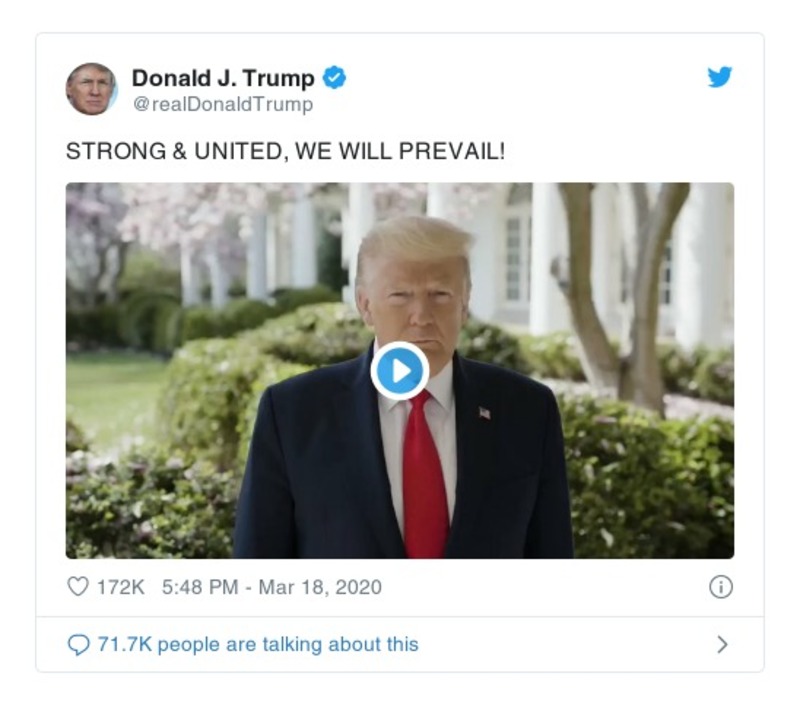 Donald J. Trump
@realDonaldTrump
STRONG & UNITED, WE WILL PREVAIL!
172K 5:48 PM - Mar 18, 2020
71.7K people are talking about this